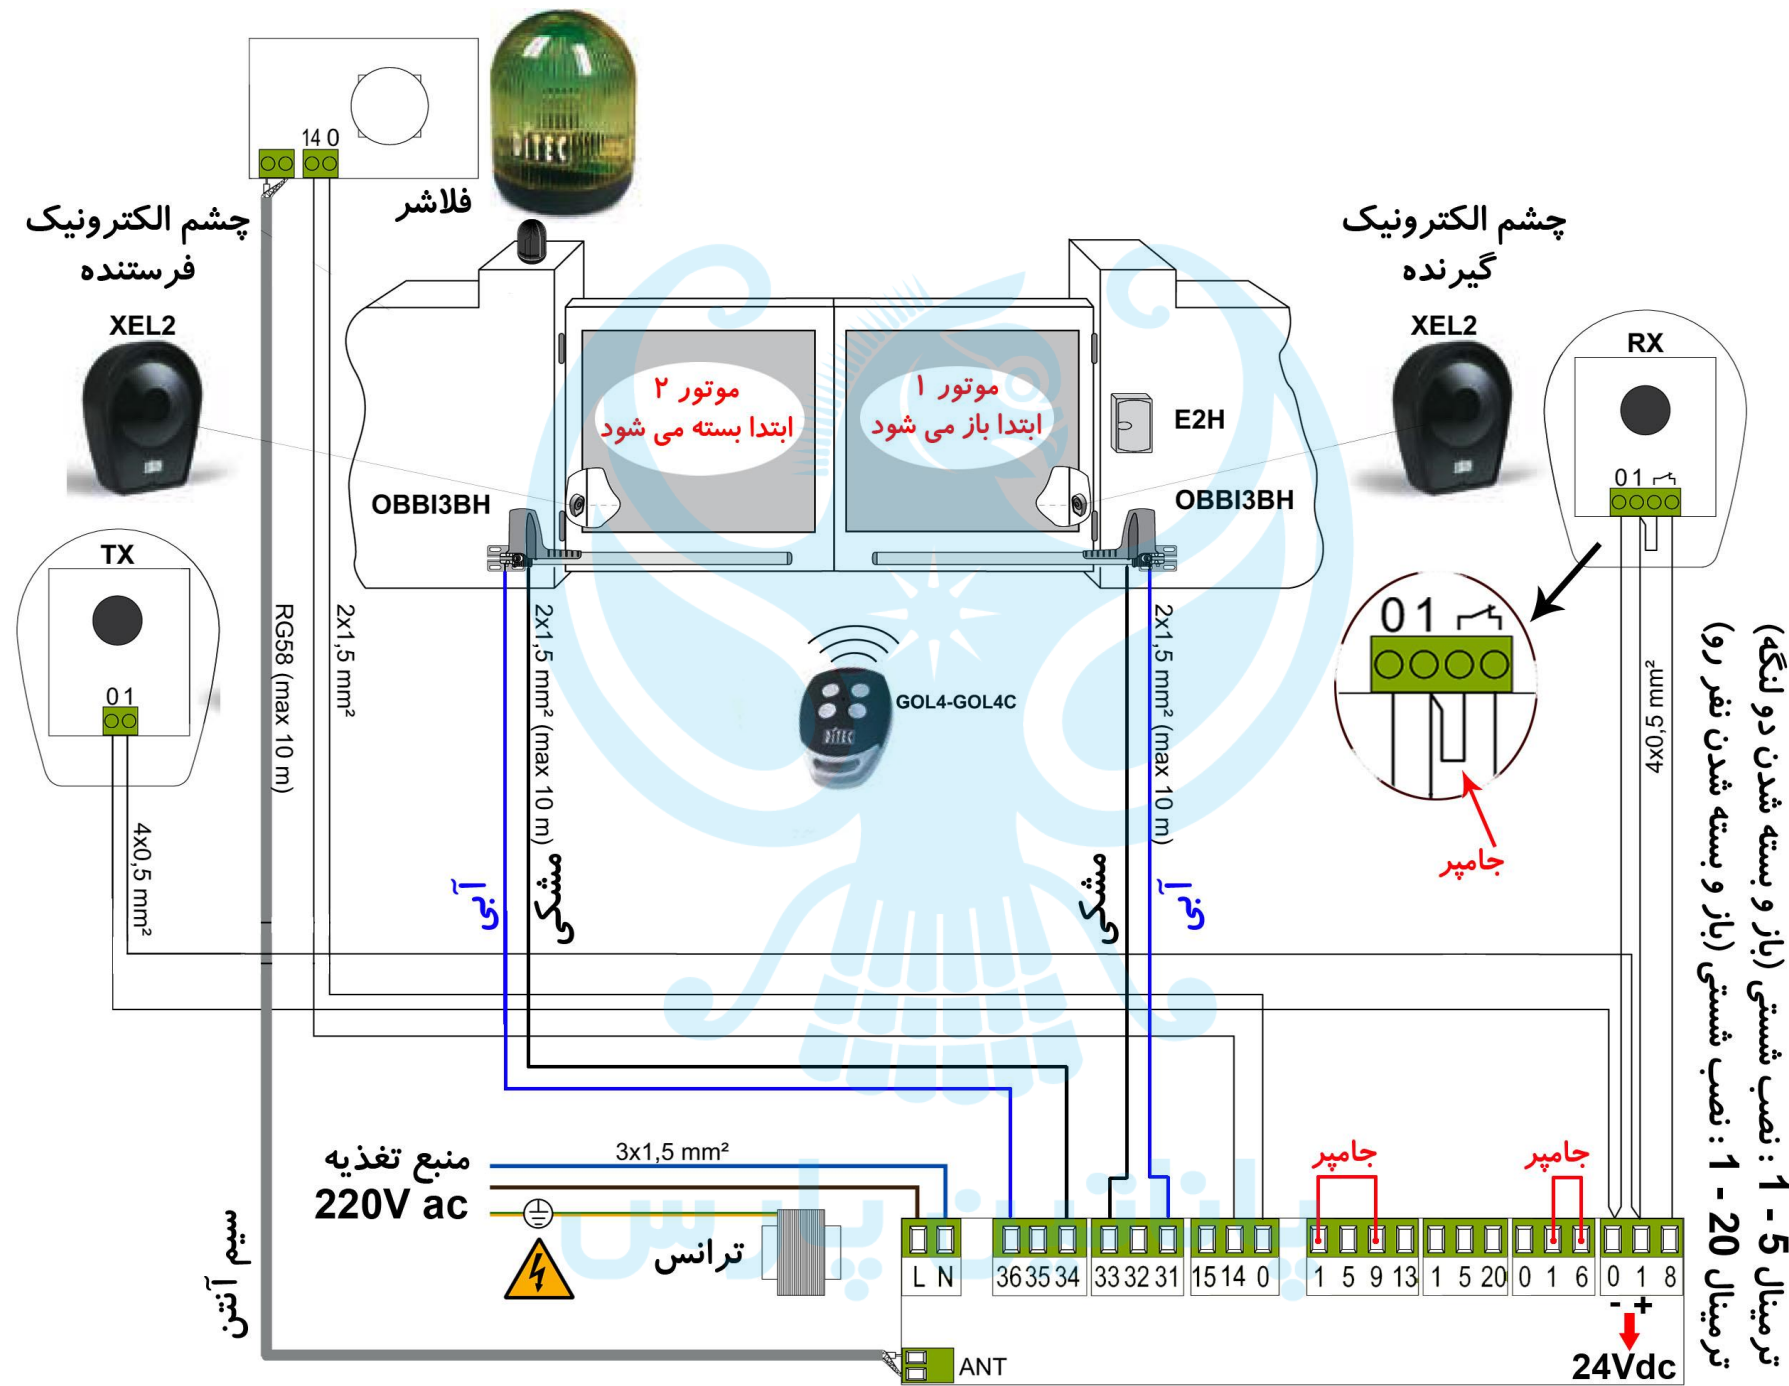 14 0
DITEC
فلاشر
چشم الکترونیک
فرستنده
XEL2
چشم الکترونیک
گیرنده
XEL2
RX
0 1
موتور ۲
ابتدا بسته می شود
موتور ۱
ابتدا باز می شود
E2H
OBBI3BH
OBBI3BH
TX
0 1
4x0,5 mm²
RG58 (max 10 m)
2x1,5 mm²
2x1,5 mm² (max 10 m)
2x1,5 mm² (max 10 m)
آبی
مشکی
مشکی
آبی
GOL4-GOL4C
DITEC
0 1
جامپر
4x0,5 mm²
ترمینال 5 - 1 : نصب شستی (باز و بسته شدن دو لنگه)
ترمینال 20 - 1 : نصب شستی (باز و بسته شدن نفر رو)
منبع تغذیه
220V ac
3x1,5 mm²
ترانس
سیم آنتن
جامپر
جامپر
پاناتین پارس
L N
36 35 34
33 32 31
15 14 0
1 5 9 13
1 5 20
0 1 6
0 1 8
- +
24Vdc
ANT